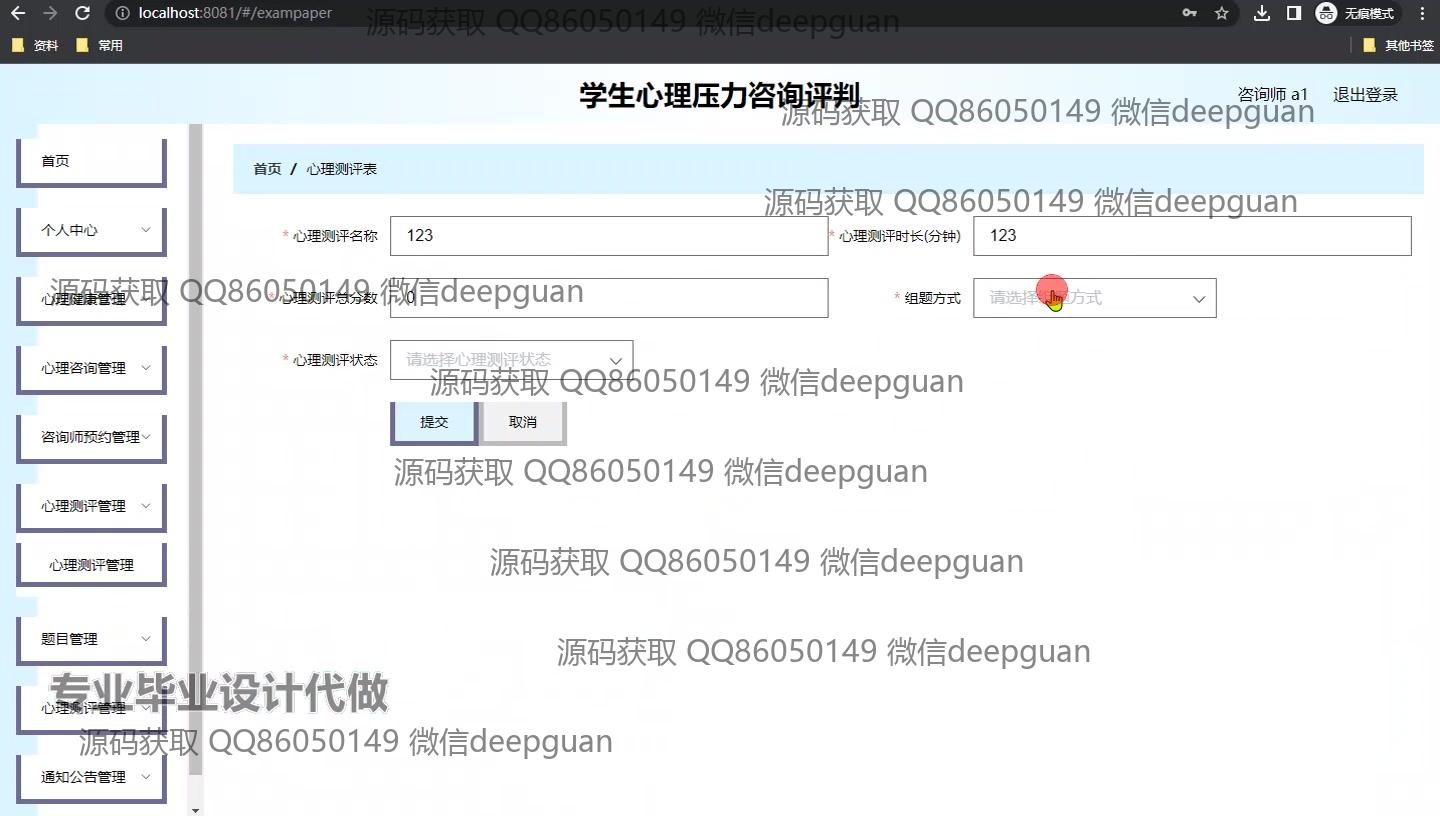 localhost:8081/#/exampaper
无痕模式
资料
常用
其他书签
源码获取 QQ86050149 微信deepguan
学生心理压力咨询评判
咨询师 a1
退出登录
源码获取 QQ86050149 微信deepguan
首页
首页 / 心理测评表
源码获取 QQ86050149 微信deepguan
个人中心
* 心理测评名称
123
* 心理测评时长(分钟)
123
源码获取 QQ86050149 微信deepguan
心理健康管理
* 心理测评总分数
0
* 组题方式
请选择组题方式
心理咨询管理
* 心理测评状态
请选择心理测评状态
源码获取 QQ86050149 微信deepguan
咨询师预约管理
提交
取消
源码获取 QQ86050149 微信deepguan
心理测评管理
心理测评管理
源码获取 QQ86050149 微信deepguan
题目管理
源码获取 QQ86050149 微信deepguan
专业毕业设计代做
心理测评管理
源码获取 QQ86050149 微信deepguan
通知公告管理